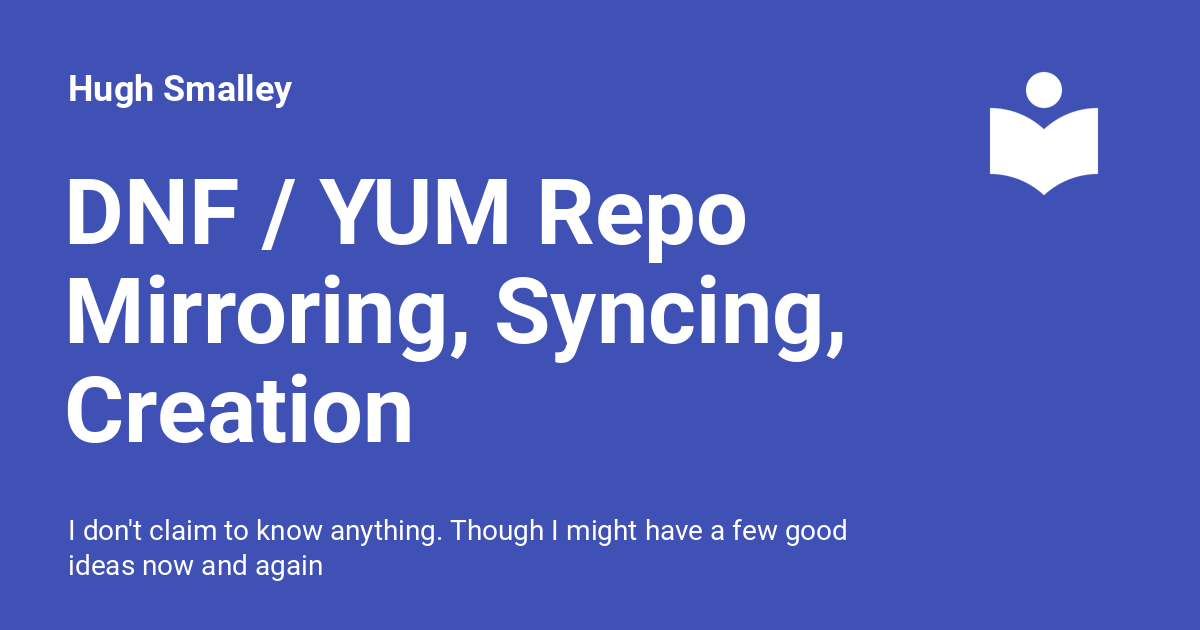 Hugh Smalley
DNF / YUM Repo
Mirroring, Syncing,
Creation
I don't claim to know anything. Though I might have a few good
ideas now and again